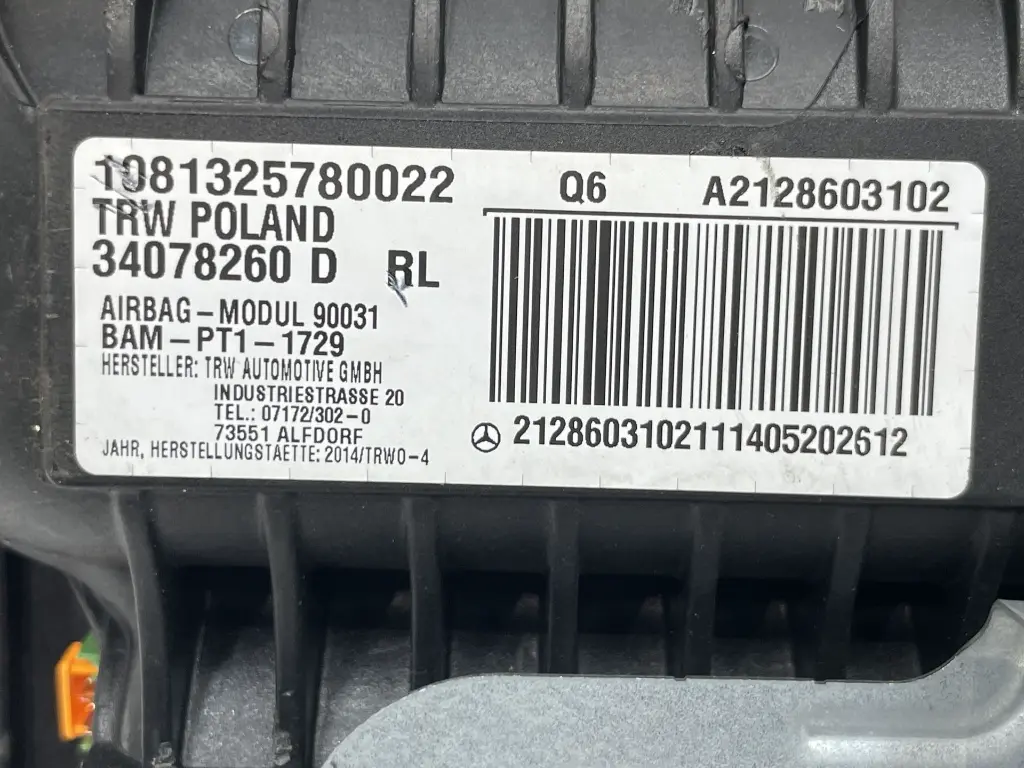 1081325780022
TRW POLAND
34078260 D RL
AIRBAG-MODUL 90031
BAM-PT1-1729
HERSTELLER: TRW AUTOMOTIVE GMBH
INDUSTRIESTRASSE 20
TEL.: 07172/302-0
73551 ALFDORF
JAHR, HERSTELLUNGSTAETTE: 2014/TRWO-4
Q6 A2128603102
2128603102111405202612